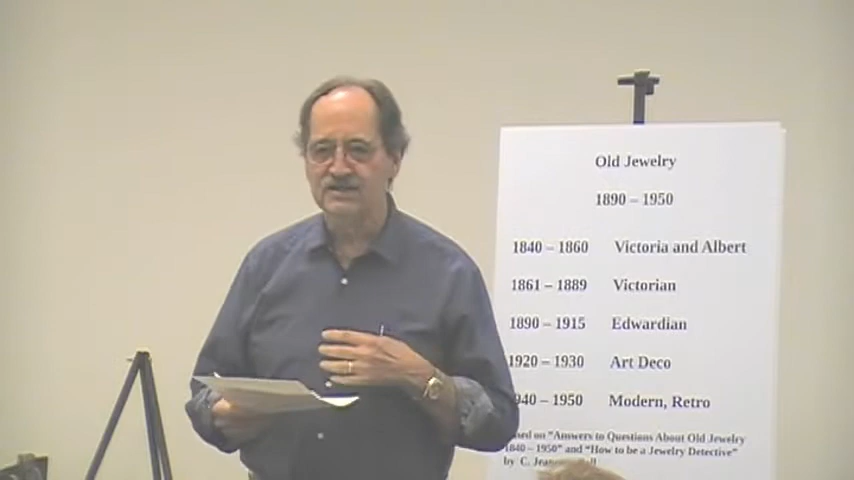 Old Jewelry
1890 – 1950
1840 – 1860 Victoria and Albert
1861 – 1889 Victorian
1890 – 1915 Edwardian
1920 – 1930 Art Deco
940 – 1950 Modern, Retro
on "Answers to Questions About Old Jewelry
1840 – 1950" and "How to be a Jewelry Detective"
by C.